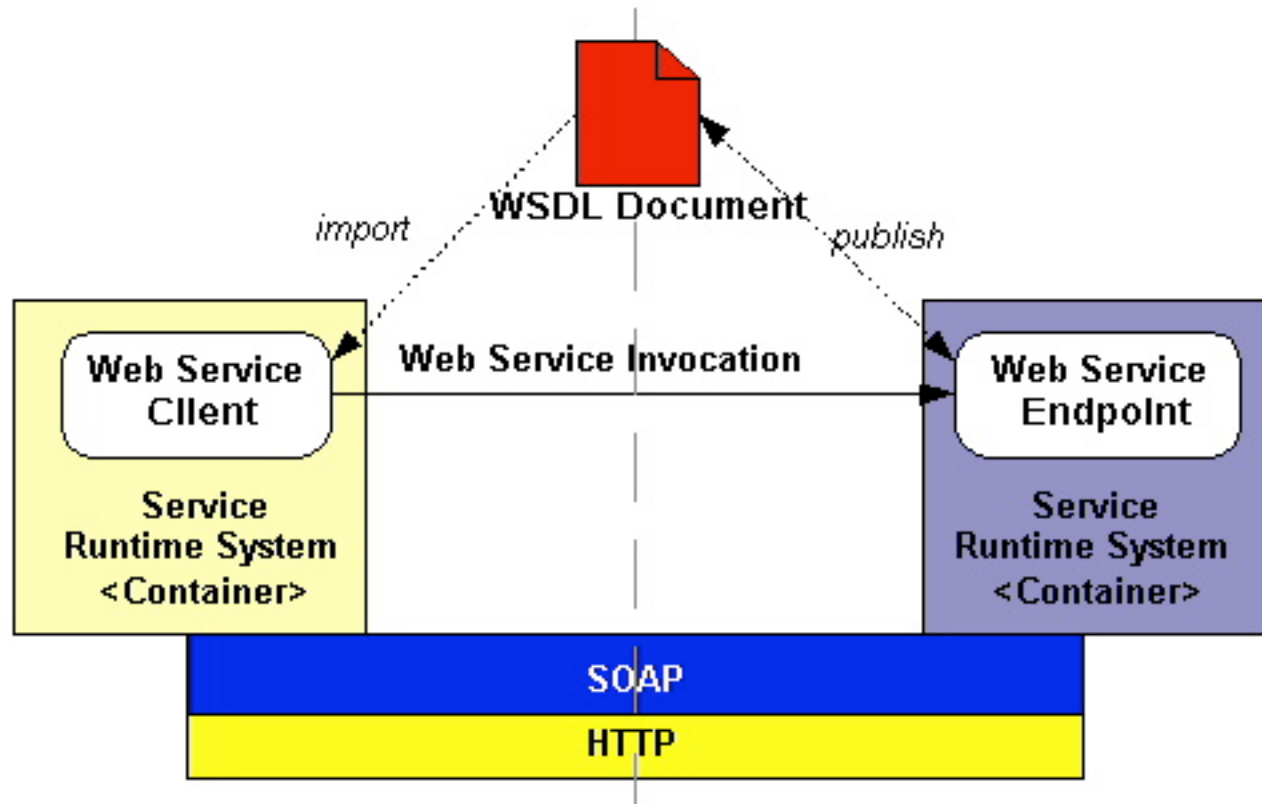 WSDL Document
import
publish
Web Service Invocation
Web Service
Client
Web Service
Endpoint
Service
Runtime System
<Container>
Service
Runtime System
<Container>
SOAP
HTTP